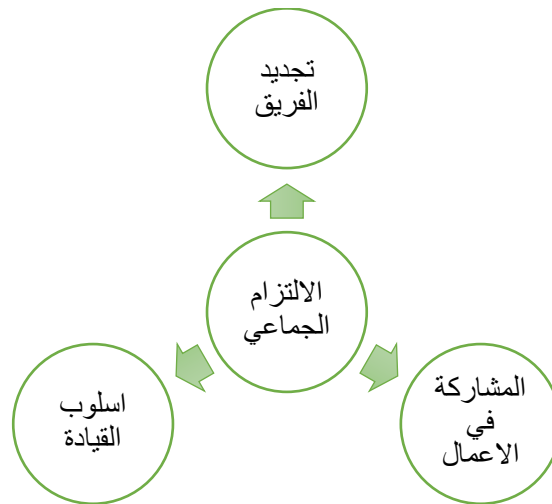 تجديد
الفريق
الالتزام
الجماعي
المشاركة
في
الاعمال
اسلوب
القيادة